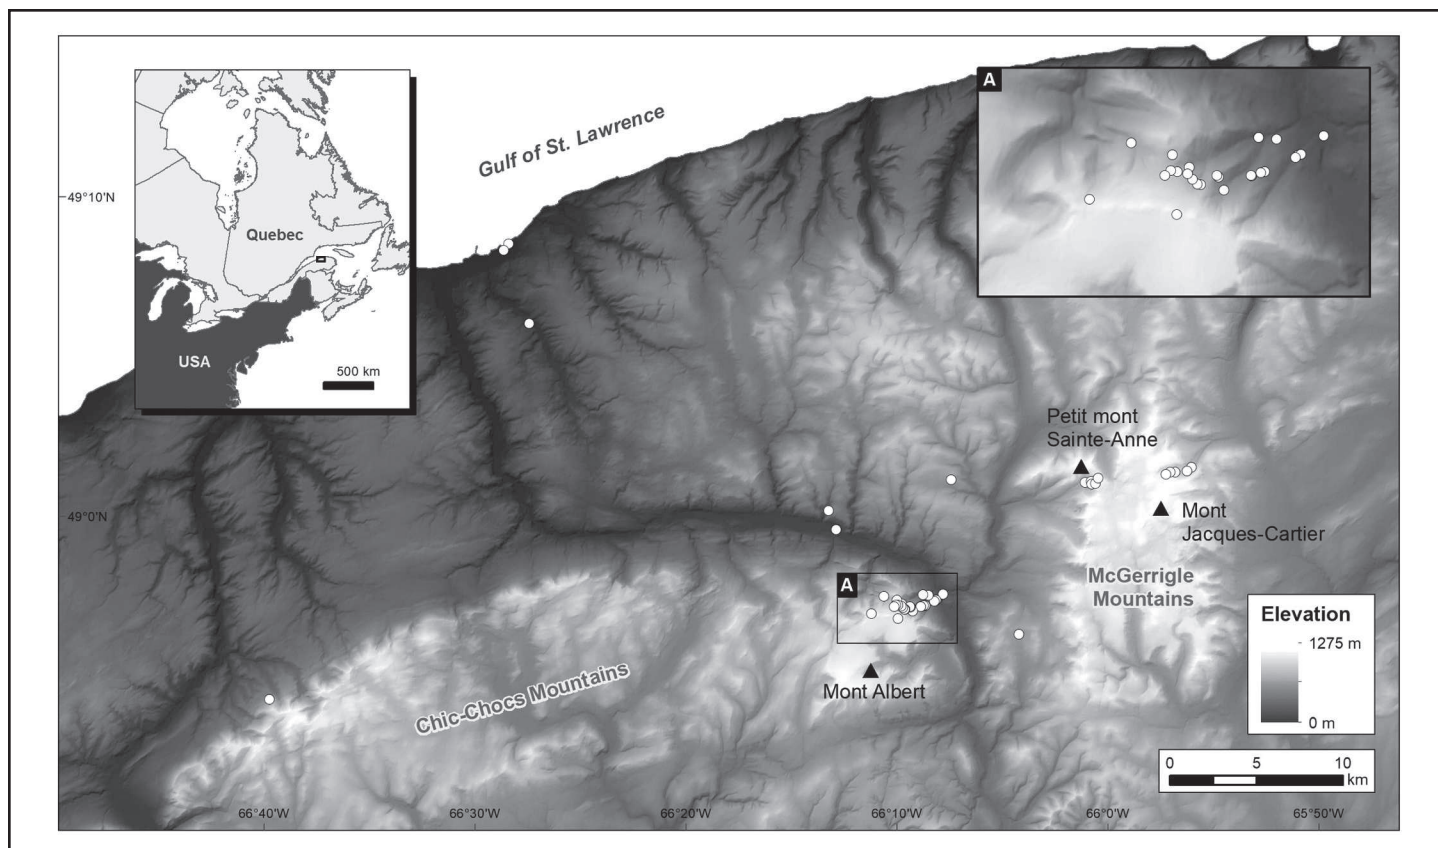 Gulf of St. Lawrence
A
49°10'N
Quebec
USA
500 km
Petit mont
Sainte-Anne
49°0'N
Mont
Jacques-Cartier
McGerrigle
Mountains
A
Elevation
1275 m
0 m
Mont Albert
Chic-Chocs Mountains
0 5 10
km
66°40'W 66°30'W 66°20'W 66°10'W 66°0'W 65°50'W